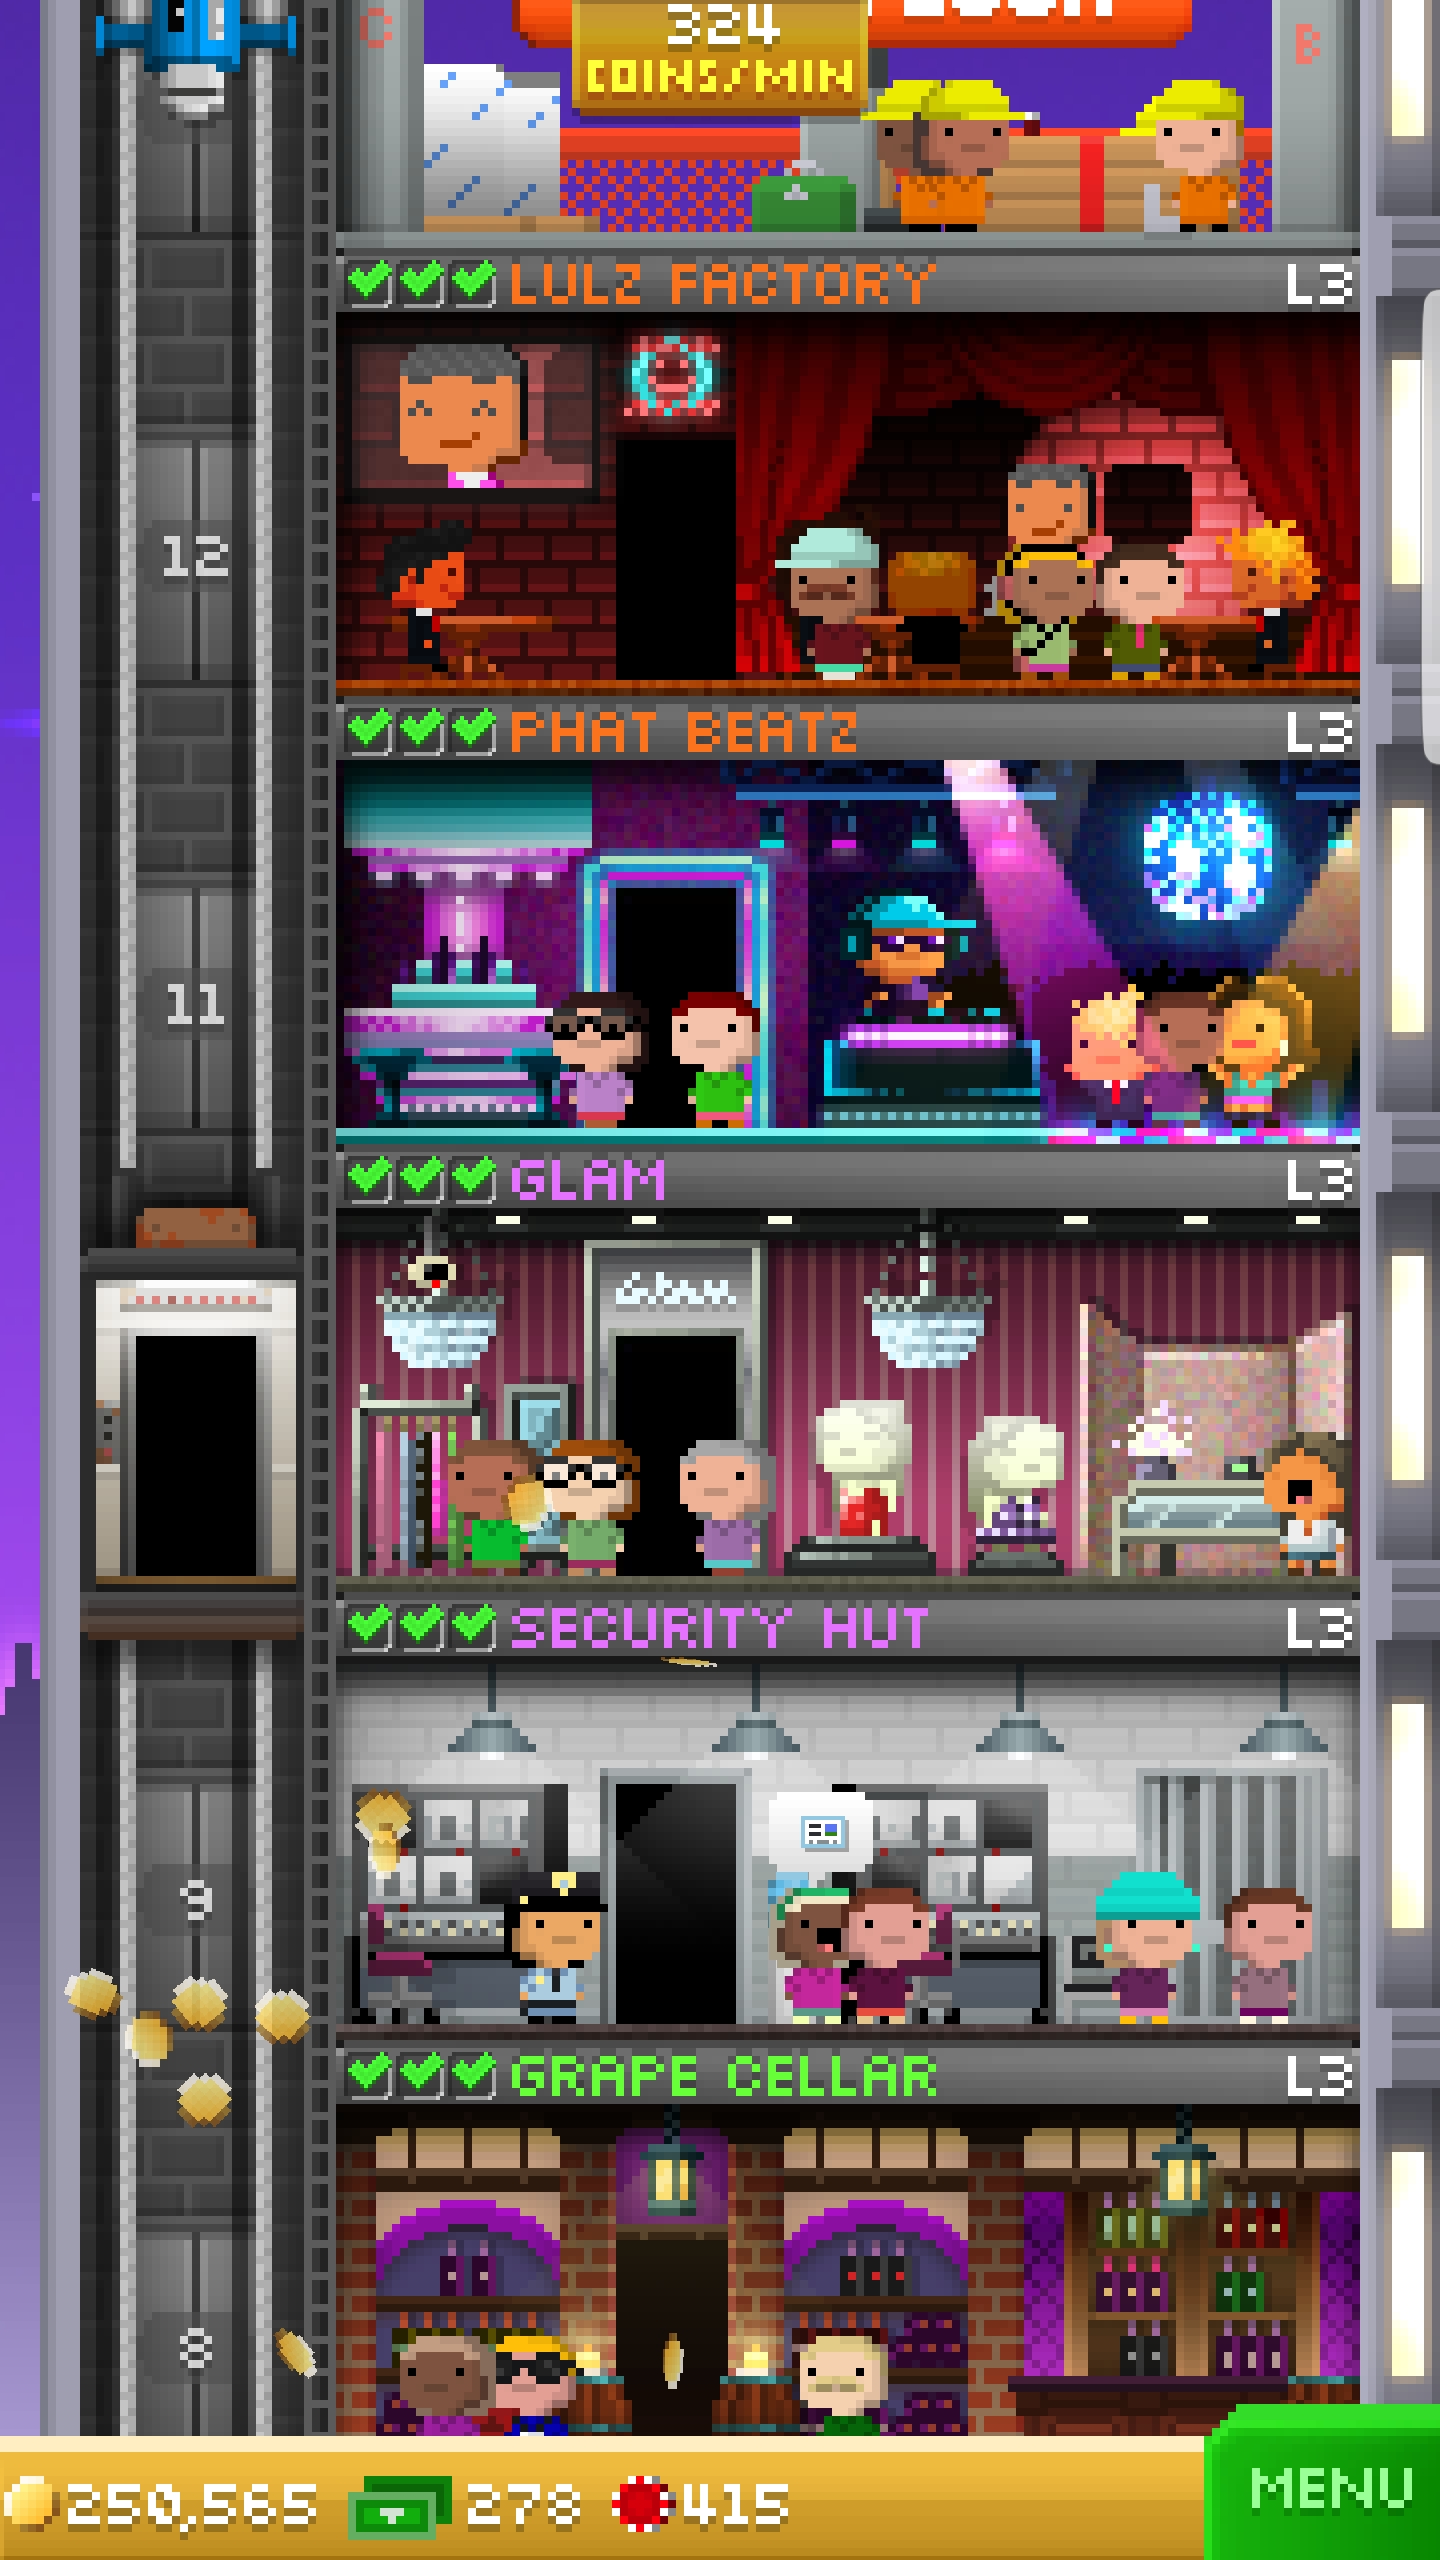 C
324
COINS/MIN
B
LULZ FACTORY
L3
12
PHAT BEATZ
L3
11
GLAM
L3
Glam
SECURITY HUT
L3
9
GRAPE CELLAR
L3
8
250,565
278
415
MENU